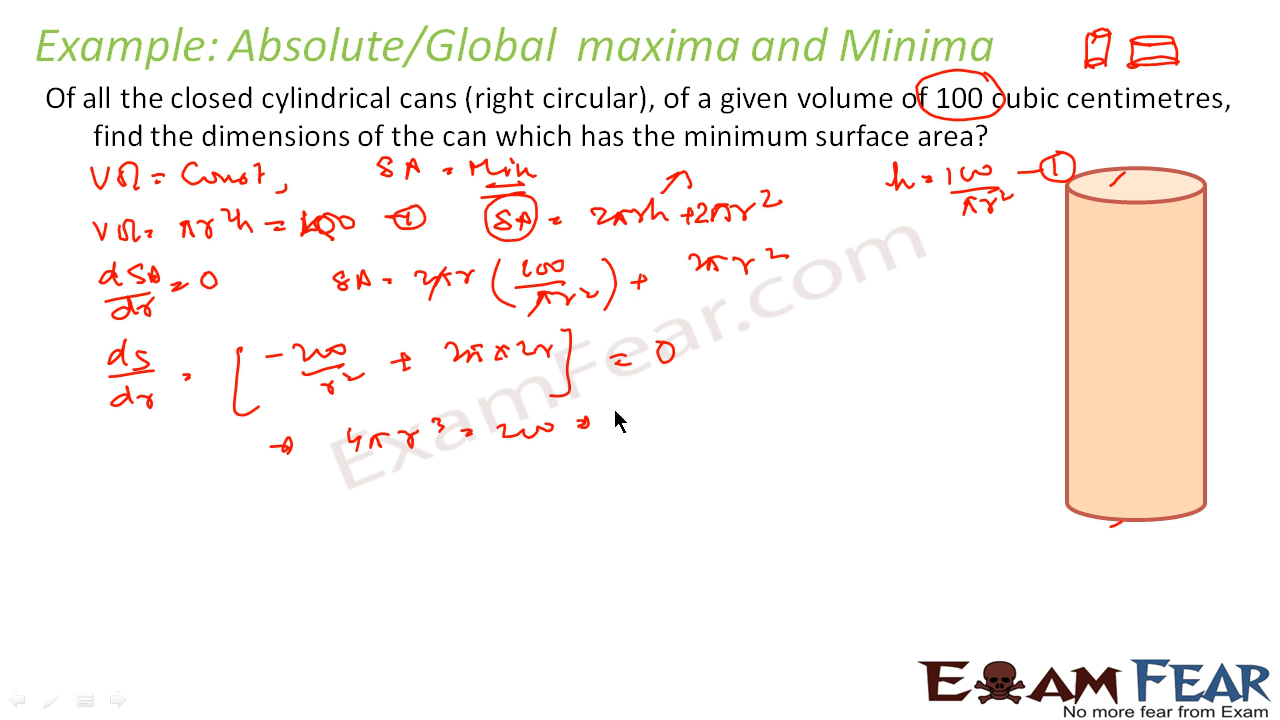 Example: Absolute/Global maxima and Minima
Of all the closed cylindrical cans (right circular), of a given volume of 100 cubic centimetres,
find the dimensions of the can which has the minimum surface area?
Vol = Const, SA = Min
h = 100/πr² — ①
Vol = πr²h = 100 — ① SA = 2πrh + 2πr²
dSA/dr = 0 SA = 2πr (100/πr²) + 2πr²
ds/dr = [-200/r² + 2π×2r] = 0
⇒ 4πr³ = 200 ⇒
ExamFear.com
EXAM FEAR
No more fear from Exam